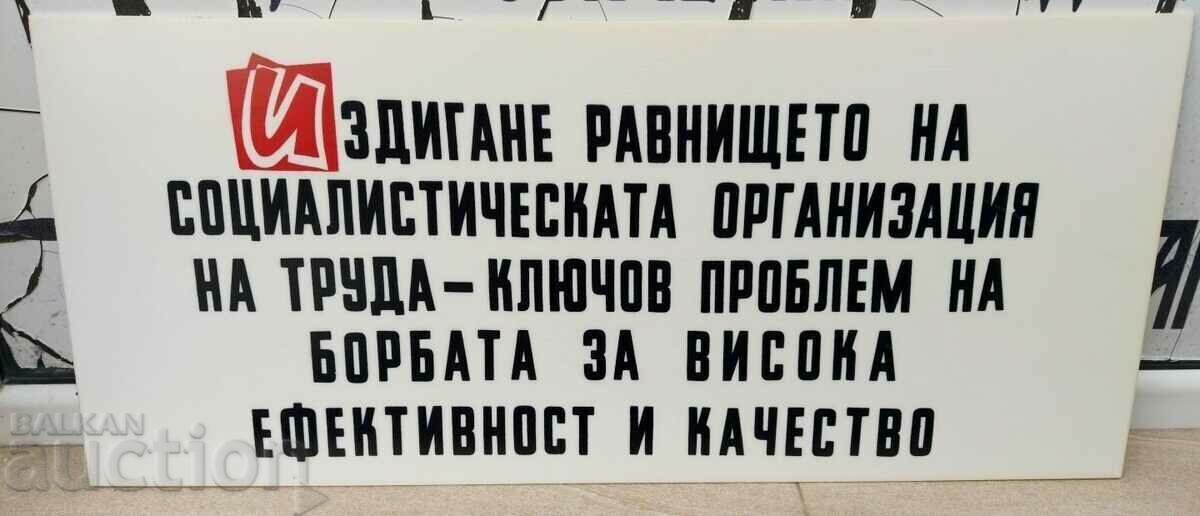 ИЗДИГАНЕ РАВНИЩЕТО НА
СОЦИАЛИСТИЧЕСКАТА ОРГАНИЗАЦИЯ
НА ТРУДА – КЛЮЧОВ ПРОБЛЕМ НА
БОРБАТА ЗА ВИСОКА
ЕФЕКТИВНОСТ И КАЧЕСТВО
BALKAN
auction